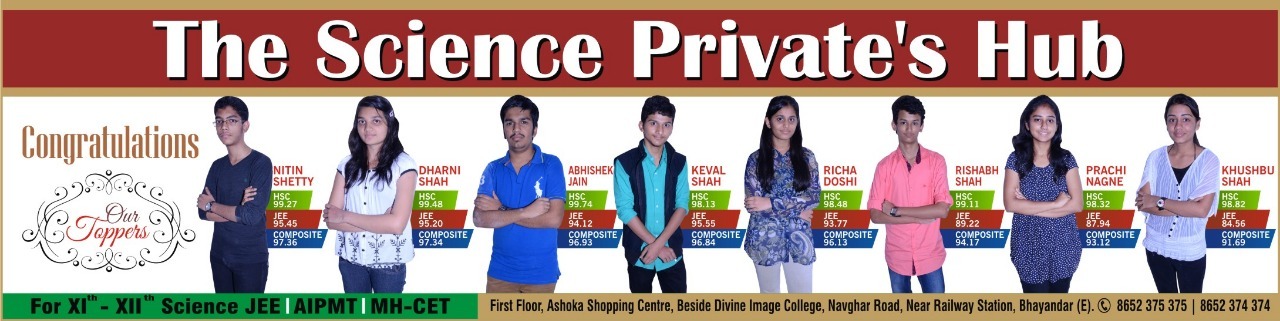 The Science Private's Hub
Congratulations
Our
Toppers
NITIN
SHETTY
HSC
99.27
JEE
95.45
COMPOSITE
97.36
DHARNI
SHAH
HSC
99.48
JEE
95.20
COMPOSITE
97.34
ABHISHEK
JAIN
HSC
99.74
JEE
94.12
COMPOSITE
96.93
KEVAL
SHAH
HSC
98.13
JEE
95.55
COMPOSITE
96.84
RICHA
DOSHI
HSC
98.48
JEE
93.77
COMPOSITE
96.13
RISHABH
SHAH
HSC
99.11
JEE
89.22
COMPOSITE
94.17
PRACHI
NAGNE
HSC
98.32
JEE
87.94
COMPOSITE
93.12
KHUSHBU
SHAH
HSC
98.82
JEE
84.56
COMPOSITE
91.69
For XIth - XIIth Science JEE | AIPMT | MH-CET
First Floor, Ashoka Shopping Centre, Beside Divine Image College, Navghar Road, Near Railway Station, Bhayandar (E). 8652 375 375 | 8652 374 374